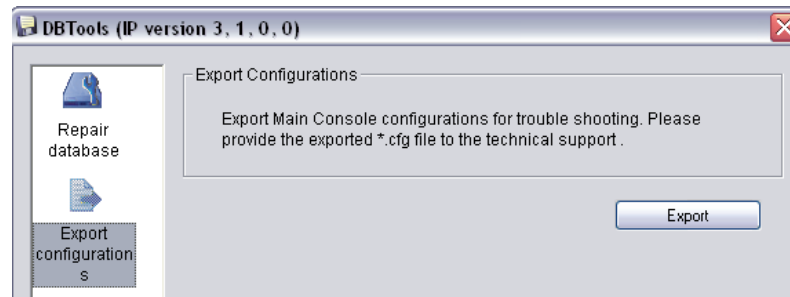 DBTools (IP version 3, 1, 0, 0)
Repair
database
Export
configuration
s
Export Configurations
Export Main Console configurations for trouble shooting. Please
provide the exported *.cfg file to the technical support .
Export